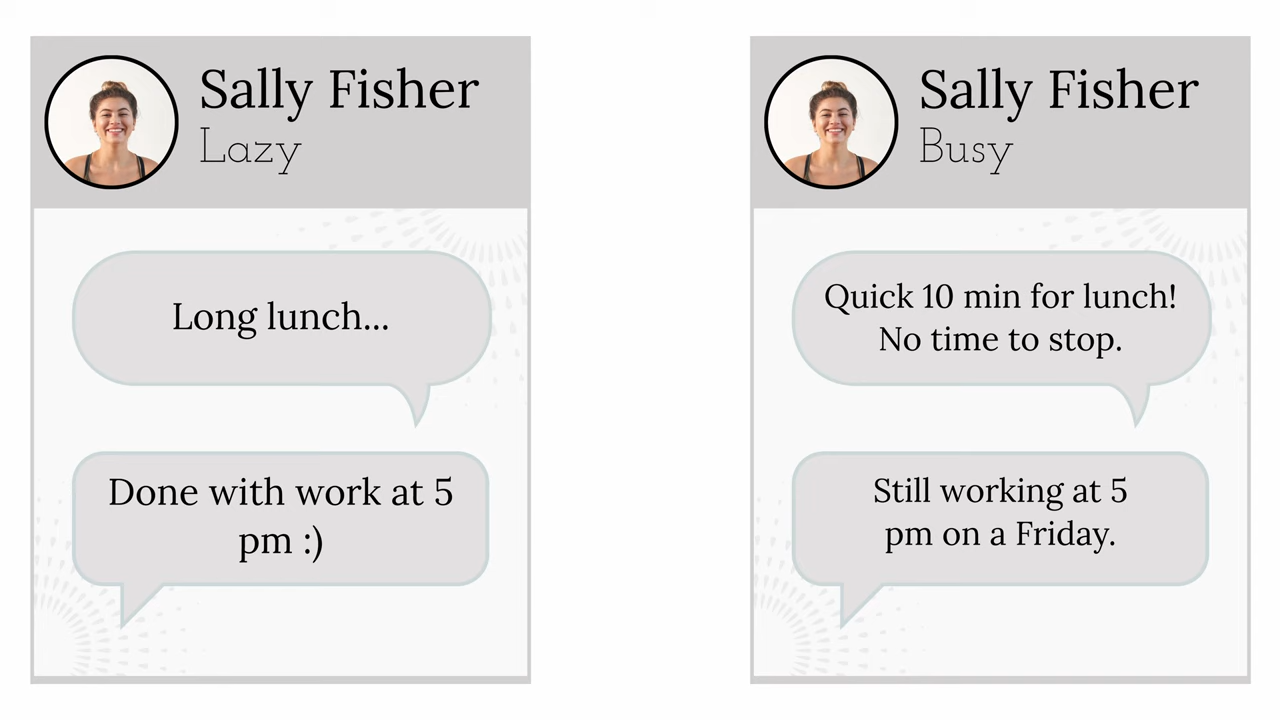 Sally Fisher
Lazy
Long lunch...
Done with work at 5
pm :)
Sally Fisher
Busy
Quick 10 min for lunch!
No time to stop.
Still working at 5
pm on a Friday.